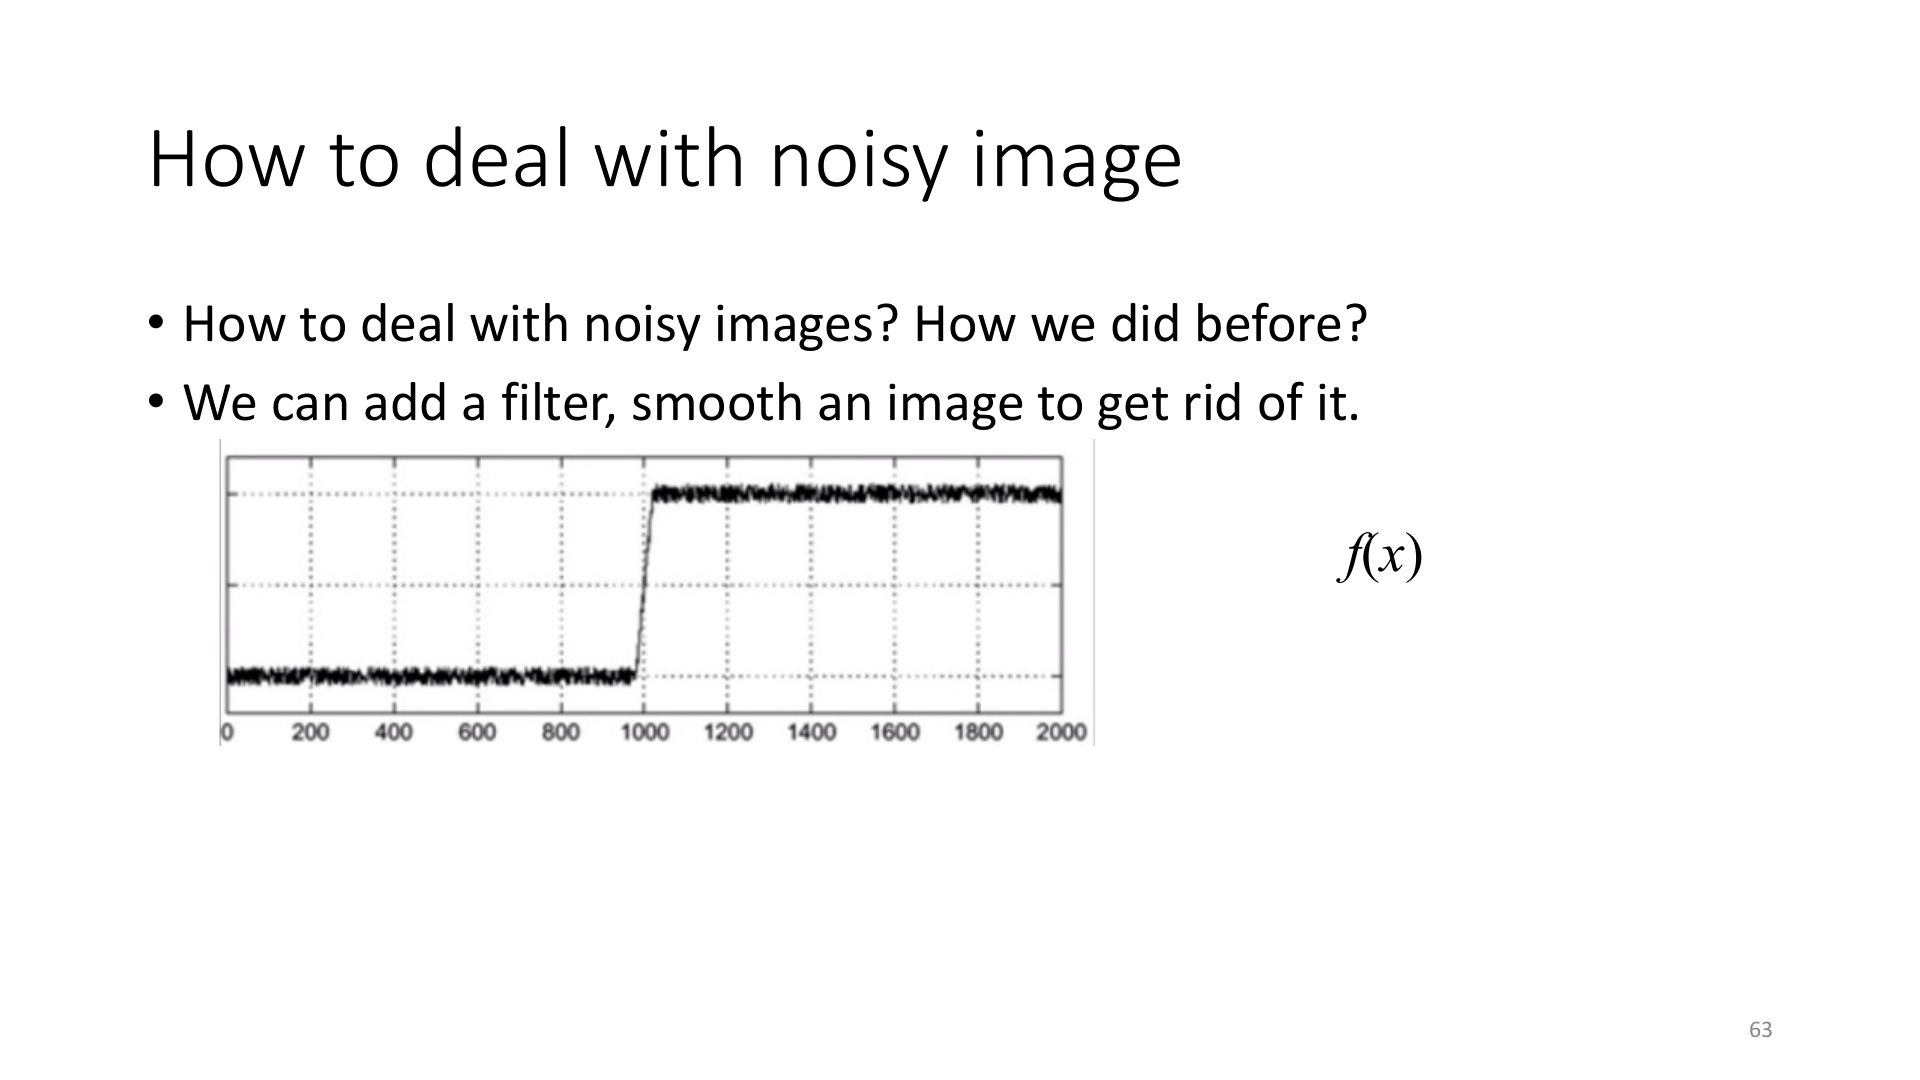 How to deal with noisy image
• How to deal with noisy images? How we did before?
• We can add a filter, smooth an image to get rid of it.
f(x)
0 200 400 600 800 1000 1200 1400 1600 1800 2000
63